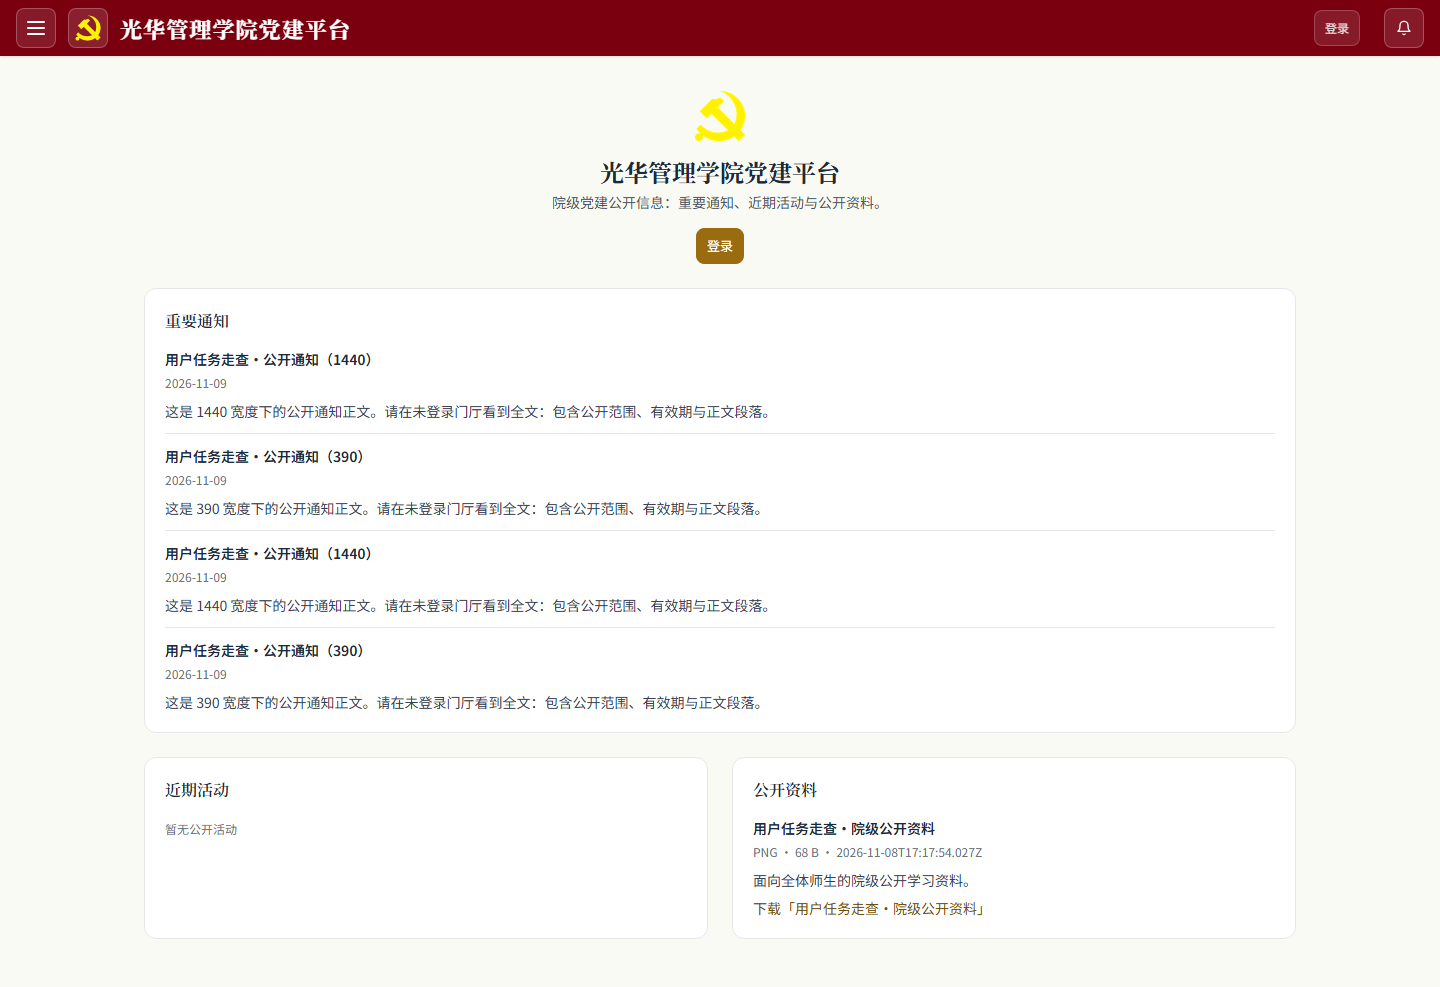 光华管理学院党建平台
登录
光华管理学院党建平台
院级党建公开信息：重要通知、近期活动与公开资料。
登录
重要通知
用户任务走查・公开通知（1440）
2026-11-09
这是 1440 宽度下的公开通知正文。请在未登录门厅看到全文：包含公开范围、有效期与正文段落。
用户任务走查・公开通知（390）
2026-11-09
这是 390 宽度下的公开通知正文。请在未登录门厅看到全文：包含公开范围、有效期与正文段落。
用户任务走查・公开通知（1440）
2026-11-09
这是 1440 宽度下的公开通知正文。请在未登录门厅看到全文：包含公开范围、有效期与正文段落。
用户任务走查・公开通知（390）
2026-11-09
这是 390 宽度下的公开通知正文。请在未登录门厅看到全文：包含公开范围、有效期与正文段落。
近期活动
暂无公开活动
公开资料
用户任务走查・院级公开资料
PNG ・ 68 B ・ 2026-11-08T17:17:54.027Z
面向全体师生的院级公开学习资料。
下载「用户任务走查・院级公开资料」